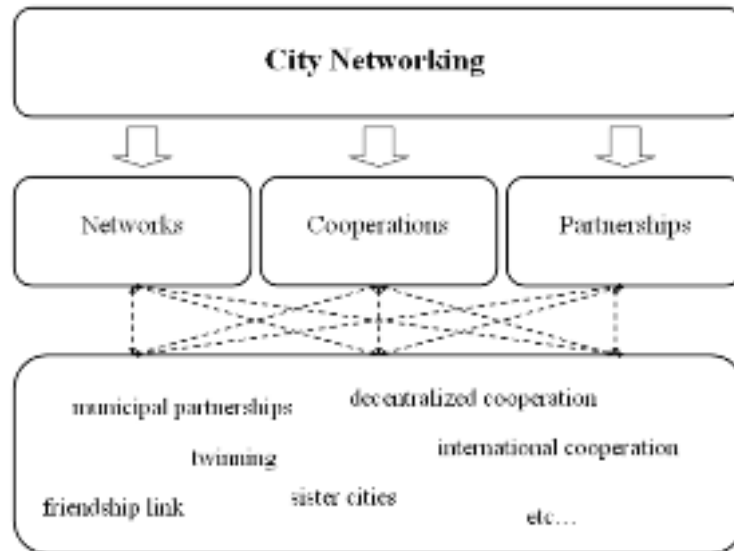 City Networking
Networks
Cooperations
Partnerships
municipal partnerships
decentralized cooperation
twinning
international cooperation
friendship link
sister cities
etc…